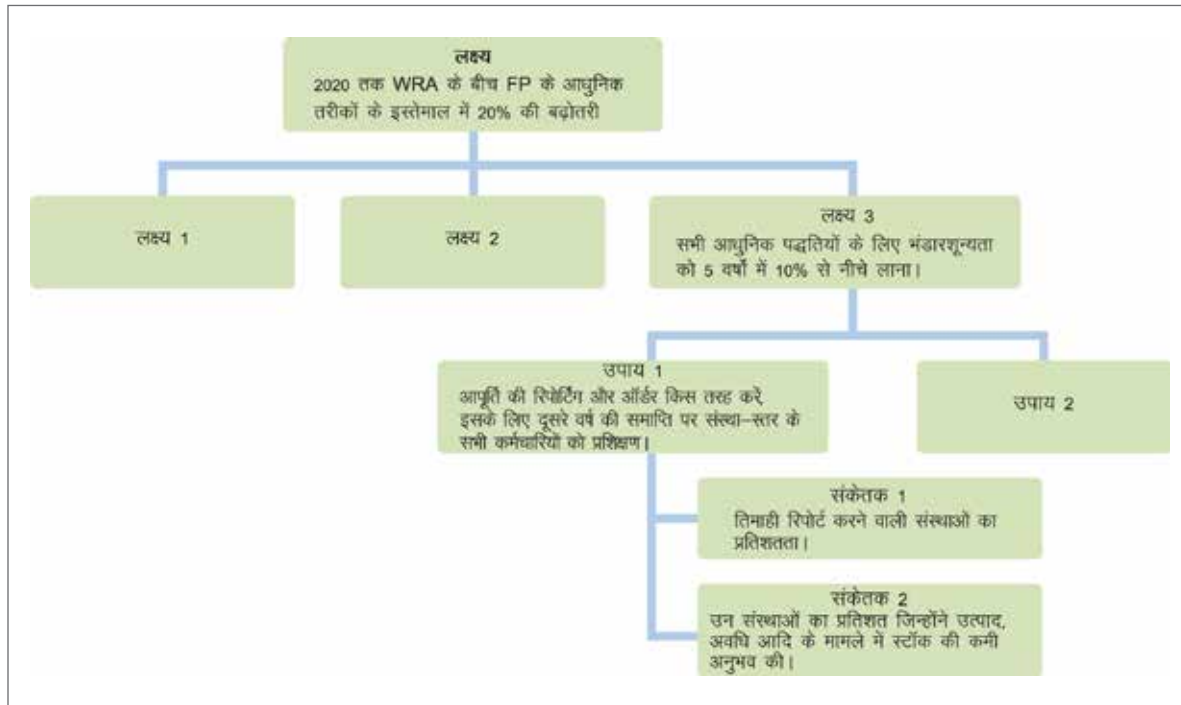 लक्ष्य
2020 तक WRA के बीच FP के आधुनिक
तरीकों के इस्तेमाल में 20% की बढ़ोतरी
लक्ष्य 1
लक्ष्य 2
लक्ष्य 3
सभी आधुनिक पद्धतियों के लिए भंडारशून्यता
को 5 वर्षों में 10% से नीचे लाना।
उपाय 1
आपूर्ति की रिपोर्टिंग और ऑर्डर किस तरह करें,
इसके लिए दूसरे वर्ष की समाप्ति पर संस्था–स्तर के
सभी कर्मचारियों को प्रशिक्षण।
उपाय 2
संकेतक 1
तिमाही रिपोर्ट करने वाली संस्थाओं का
प्रतिशतता।
संकेतक 2
उन संस्थाओं का प्रतिशत जिन्होंने उत्पाद,
अवधि आदि के मामले में स्टॉक की कमी
अनुभव की।